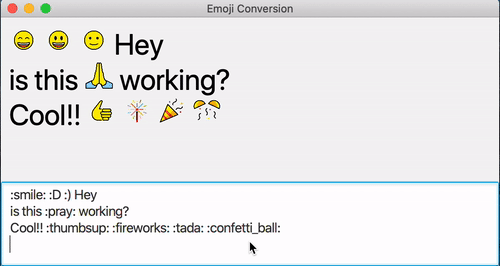 Emoji Conversion
😄 😃 🙂 Hey
is this 🙏 working?
Cool!! 👍 🎆 🎉 🎊
:smile: :D :) Hey
is this :pray: working?
Cool!! :thumbsup: :fireworks: :tada: :confetti_ball: